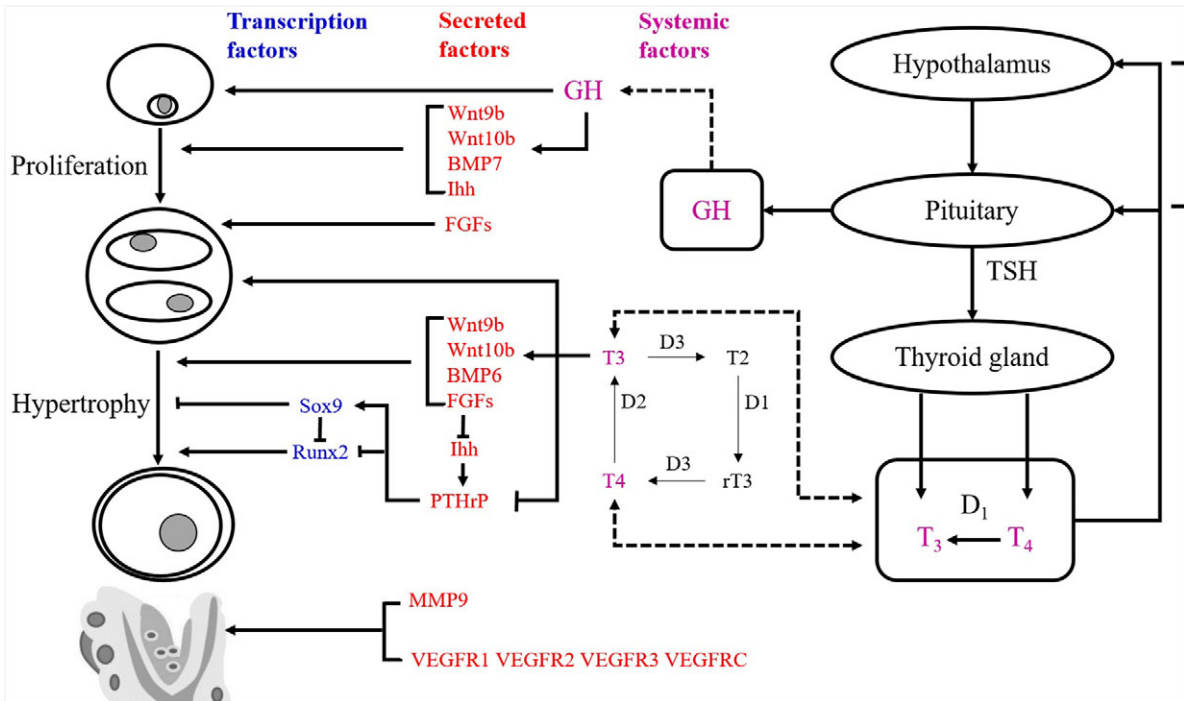 Transcription
factors
Secreted
factors
Systemic
factors
Hypothalamus
GH
Wnt9b
Wnt10b
BMP7
Ihh
Proliferation
GH
Pituitary
FGFs
TSH
Wnt9b
Wnt10b
BMP6
FGFs
T3
D3
T2
Thyroid gland
Hypertrophy
Sox9
D2
D1
Runx2
Ihh
T4
D3
rT3
PTHrP
D1
T3
T4
MMP9
VEGFR1 VEGFR2 VEGFR3 VEGFRC